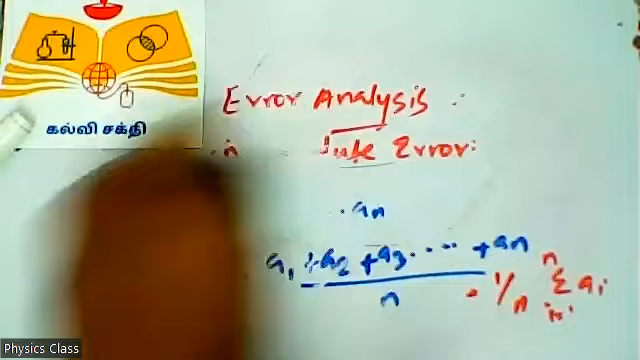 கல்வி சக்தி
Error Analysis
Error:
an
a₁ + a₂ + a₃ .... + an
n
1/n
n
Σ ai
i=1
Physics Class